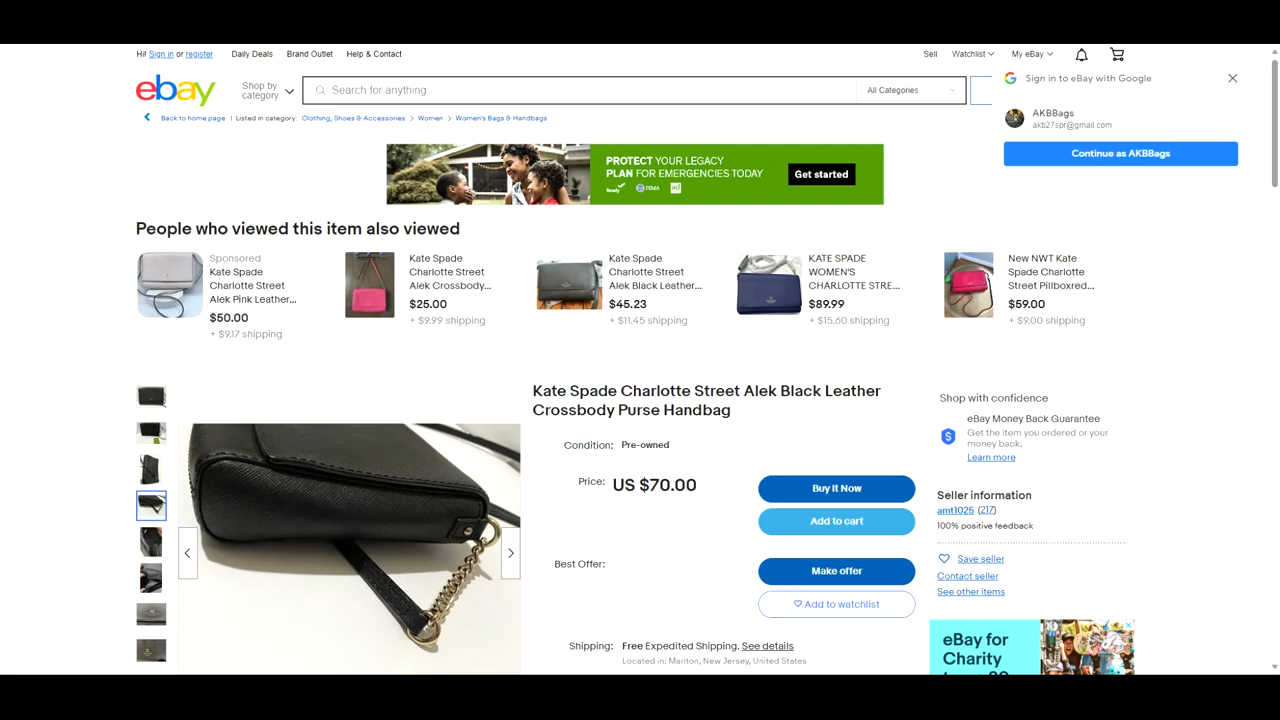 Hi! Sign in or register
Daily Deals
Brand Outlet
Help & Contact
Sell
Watchlist
My eBay
ebay
Shop by
category
Search for anything
All Categories
Sign in to eBay with Google
AKBBags
akb27spr@gmail.com
Continue as AKBBags
Back to home page | Listed in category: Clothing, Shoes & Accessories > Women > Women's Bags & Handbags
PROTECT YOUR LEGACY
PLAN FOR EMERGENCIES TODAY
Ready FEMA ad
Get started
People who viewed this item also viewed
Sponsored
Kate Spade
Charlotte Street
Alek Pink Leather...
$50.00
+ $9.17 shipping
Kate Spade
Charlotte Street
Alek Crossbody...
$25.00
+ $9.99 shipping
Kate Spade
Charlotte Street
Alek Black Leather...
$45.23
+ $11.45 shipping
KATE SPADE
WOMEN'S
CHARLOTTE STRE...
$89.99
+ $15.60 shipping
New NWT Kate
Spade Charlotte
Street Pillboxred...
$59.00
+ $9.00 shipping
Kate Spade Charlotte Street Alek Black Leather
Crossbody Purse Handbag
Condition: Pre-owned
Price: US $70.00
Buy It Now
Add to cart
Best Offer:
Make offer
Add to watchlist
Shipping: Free Expedited Shipping. See details
Located in: Marlton, New Jersey, United States
Shop with confidence
eBay Money Back Guarantee
Get the item you ordered or your
money back.
Learn more
Seller information
amt1025 (217)
100% positive feedback
Save seller
Contact seller
See other items
eBay for
Charity